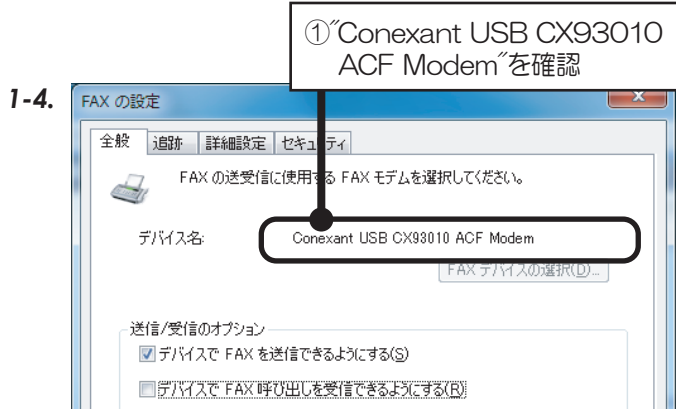 ①"Conexant USB CX93010
ACF Modem"を確認
1-4.
FAX の設定
全般 追跡 詳細設定 セキュリティ
FAX の送受信に使用する FAX モデムを選択してください。
デバイス名: Conexant USB CX93010 ACF Modem
FAX デバイスの選択(D)...
送信/受信のオプション
デバイスで FAX を送信できるようにする(S)
デバイスで FAX 呼び出しを受信できるようにする(R)